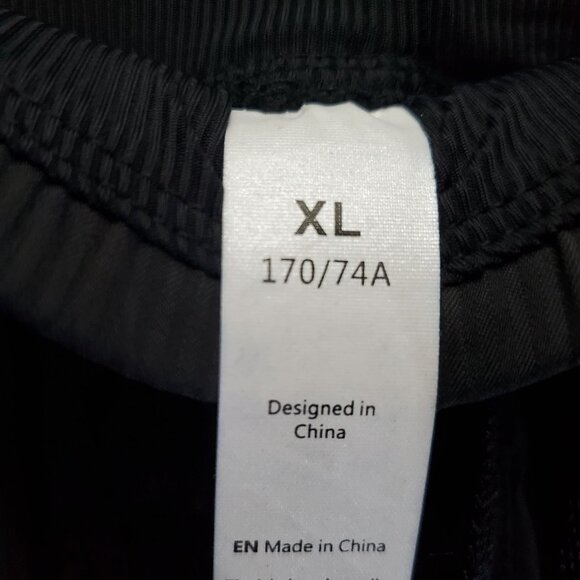 XL
170/74A
Designed in
China
EN Made in China